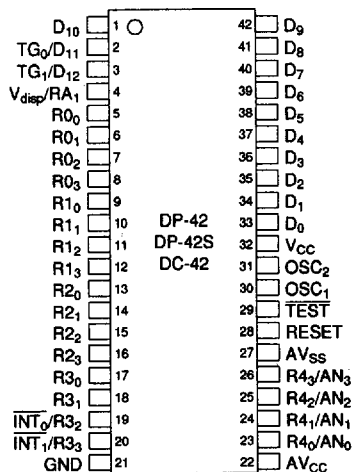 D10 1 42 D9
TG0/D11 2 41 D8
TG1/D12 3 40 D7
Vdisp/RA1 4 39 D6
R00 5 38 D5
R01 6 37 D4
R02 7 36 D3
R03 8 35 D2
R10 9 34 D1
R11 10 DP-42 33 D0
R12 11 DP-42S 32 VCC
R13 12 DC-42 31 OSC2
R20 13 30 OSC1
R21 14 29 TEST
R22 15 28 RESET
R23 16 27 AVSS
R30 17 26 R43/AN3
R31 18 25 R42/AN2
INT0/R32 19 24 R41/AN1
INT1/R33 20 23 R40/AN0
GND 21 22 AVCC